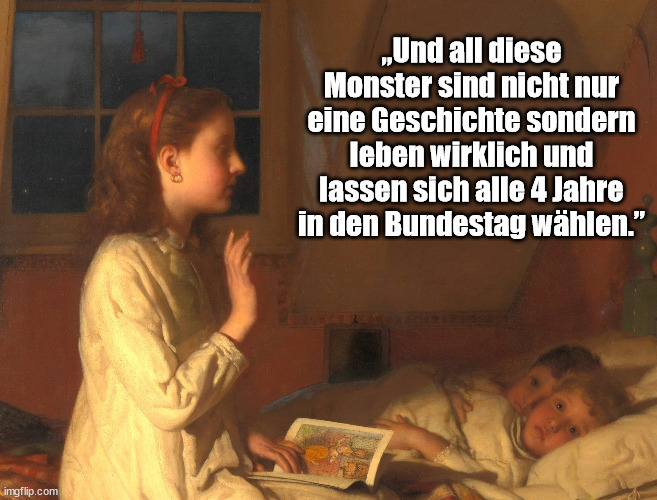 „Und all diese
Monster sind nicht nur
eine Geschichte sondern
leben wirklich und
lassen sich alle 4 Jahre
in den Bundestag wählen.”
imgflip.com